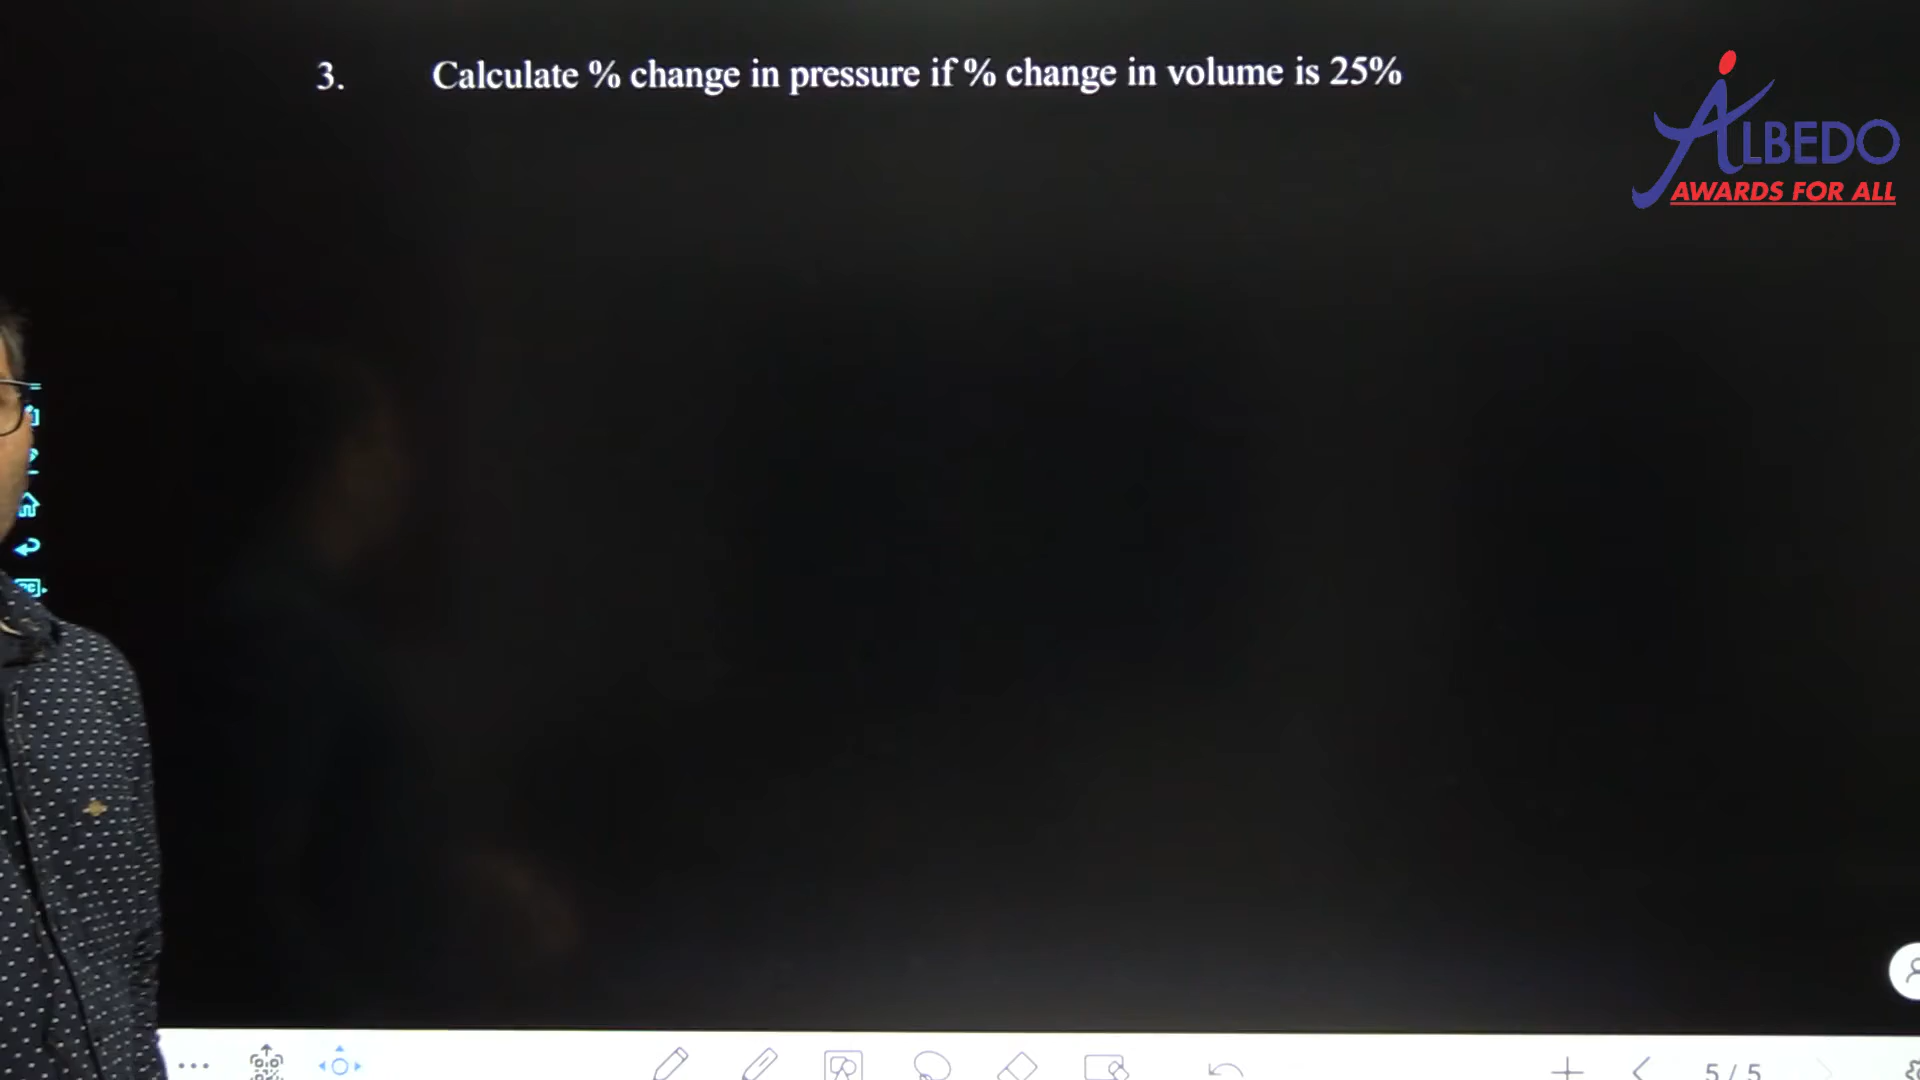 3. Calculate % change in pressure if % change in volume is 25%
ALBEDO
AWARDS FOR ALL
5/5